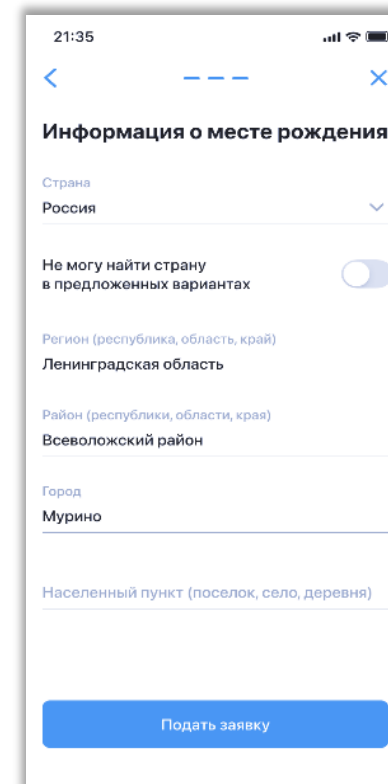 21:35
Информация о месте рождения
Страна
Россия
Не могу найти страну
в предложенных вариантах
Регион (республика, область, край)
Ленинградская область
Район (республики, области, края)
Всеволожский район
Город
Мурино
Населенный пункт (поселок, село, деревня)
Подать заявку